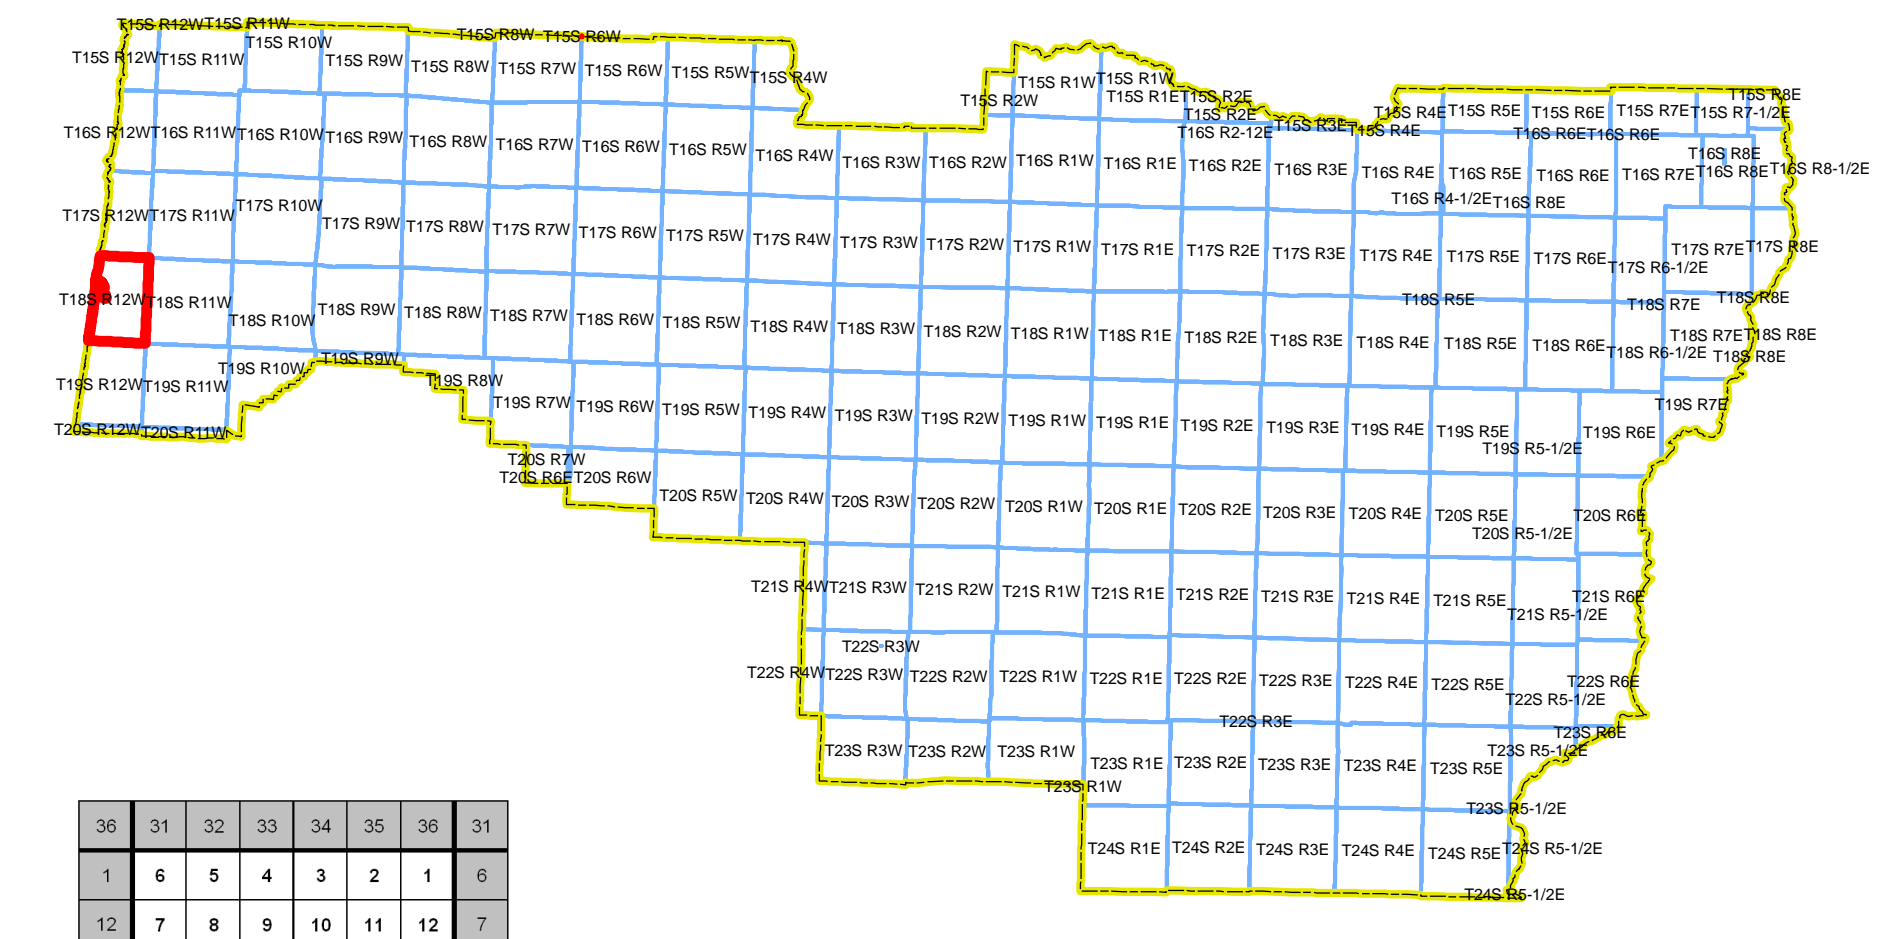 T15S R12W T15S R11W T15S R8W T15S R6W
T15S R12W T15S R11W T15S R10W T15S R9W T15S R8W T15S R7W T15S R6W T15S R5W T15S R4W T15S R2W T15S R1W T15S R1W T15S R1E T15S R2E T15S R2E T15S R3E T15S R4E T15S R4E T15S R5E T15S R6E T15S R7E T15S R7-1/2E T15S R8E
T16S R12W T16S R11W T16S R10W T16S R9W T16S R8W T16S R7W T16S R6W T16S R5W T16S R4W T16S R3W T16S R2W T16S R1W T16S R1E T16S R2-12E T16S R2E T16S R3E T16S R4E T16S R5E T16S R6E T16S R6E T16S R6E T16S R7E T16S R8E T16S R8E T16S R8-1/2E
T16S R4-1/2E T16S R8E
T17S R12W T17S R11W T17S R10W T17S R9W T17S R8W T17S R7W T17S R6W T17S R5W T17S R4W T17S R3W T17S R2W T17S R1W T17S R1E T17S R2E T17S R3E T17S R4E T17S R5E T17S R6E T17S R6-1/2E T17S R7E T17S R8E
T18S R5E T18S R7E T18S R8E
T18S R12W T18S R11W T18S R10W T18S R9W T18S R8W T18S R7W T18S R6W T18S R5W T18S R4W T18S R3W T18S R2W T18S R1W T18S R1E T18S R2E T18S R3E T18S R4E T18S R5E T18S R6E T18S R6-1/2E T18S R7E T18S R8E T18S R8E
T19S R12W T19S R11W T19S R10W T19S R9W T19S R8W T19S R7W T19S R6W T19S R5W T19S R4W T19S R3W T19S R2W T19S R1W T19S R1E T19S R2E T19S R3E T19S R4E T19S R5E T19S R5-1/2E T19S R6E T19S R7E
T20S R12W T20S R11W T20S R7W
T20S R6E T20S R6W T20S R5W T20S R4W T20S R3W T20S R2W T20S R1W T20S R1E T20S R2E T20S R3E T20S R4E T20S R5E T20S R5-1/2E T20S R6E
T21S R4W T21S R3W T21S R2W T21S R1W T21S R1E T21S R2E T21S R3E T21S R4E T21S R5E T21S R5-1/2E T21S R6E
T22S R3W
T22S R4W T22S R3W T22S R2W T22S R1W T22S R1E T22S R2E T22S R3E T22S R4E T22S R5E T22S R5-1/2E T22S R6E
T22S R3E
T23S R3W T23S R2W T23S R1W T23S R1E T23S R2E T23S R3E T23S R4E T23S R5E T23S R5-1/2E T23S R6E
T23S R1W T23S R5-1/2E
T24S R1E T24S R2E T24S R3E T24S R4E T24S R5E T24S R5-1/2E
T24S R5-1/2E
36 31 32 33 34 35 36 31
1 6 5 4 3 2 1 6
12 7 8 9 10 11 12 7